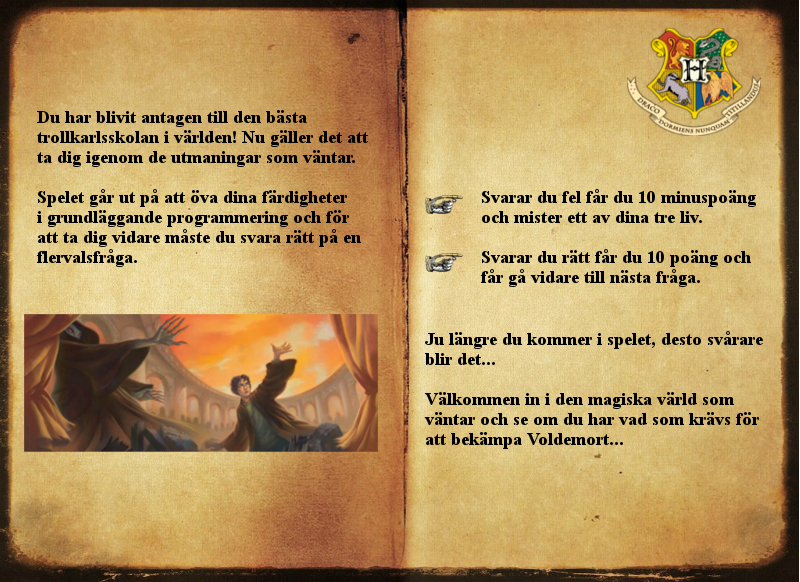 Du har blivit antagen till den bästa
trollkarlsskolan i världen! Nu gäller det att
ta dig igenom de utmaningar som väntar.
Spelet går ut på att öva dina färdigheter
i grundläggande programmering och för
att ta dig vidare måste du svara rätt på en
flervalsfråga.
H
DRACO DORMIENS NUNQUAM TITILLANDUS
Svarar du fel får du 10 minuspoäng
och mister ett av dina tre liv.
Svarar du rätt får du 10 poäng och
får gå vidare till nästa fråga.
Ju längre du kommer i spelet, desto svårare
blir det...
Välkommen in i den magiska värld som
väntar och se om du har vad som krävs för
att bekämpa Voldemort...